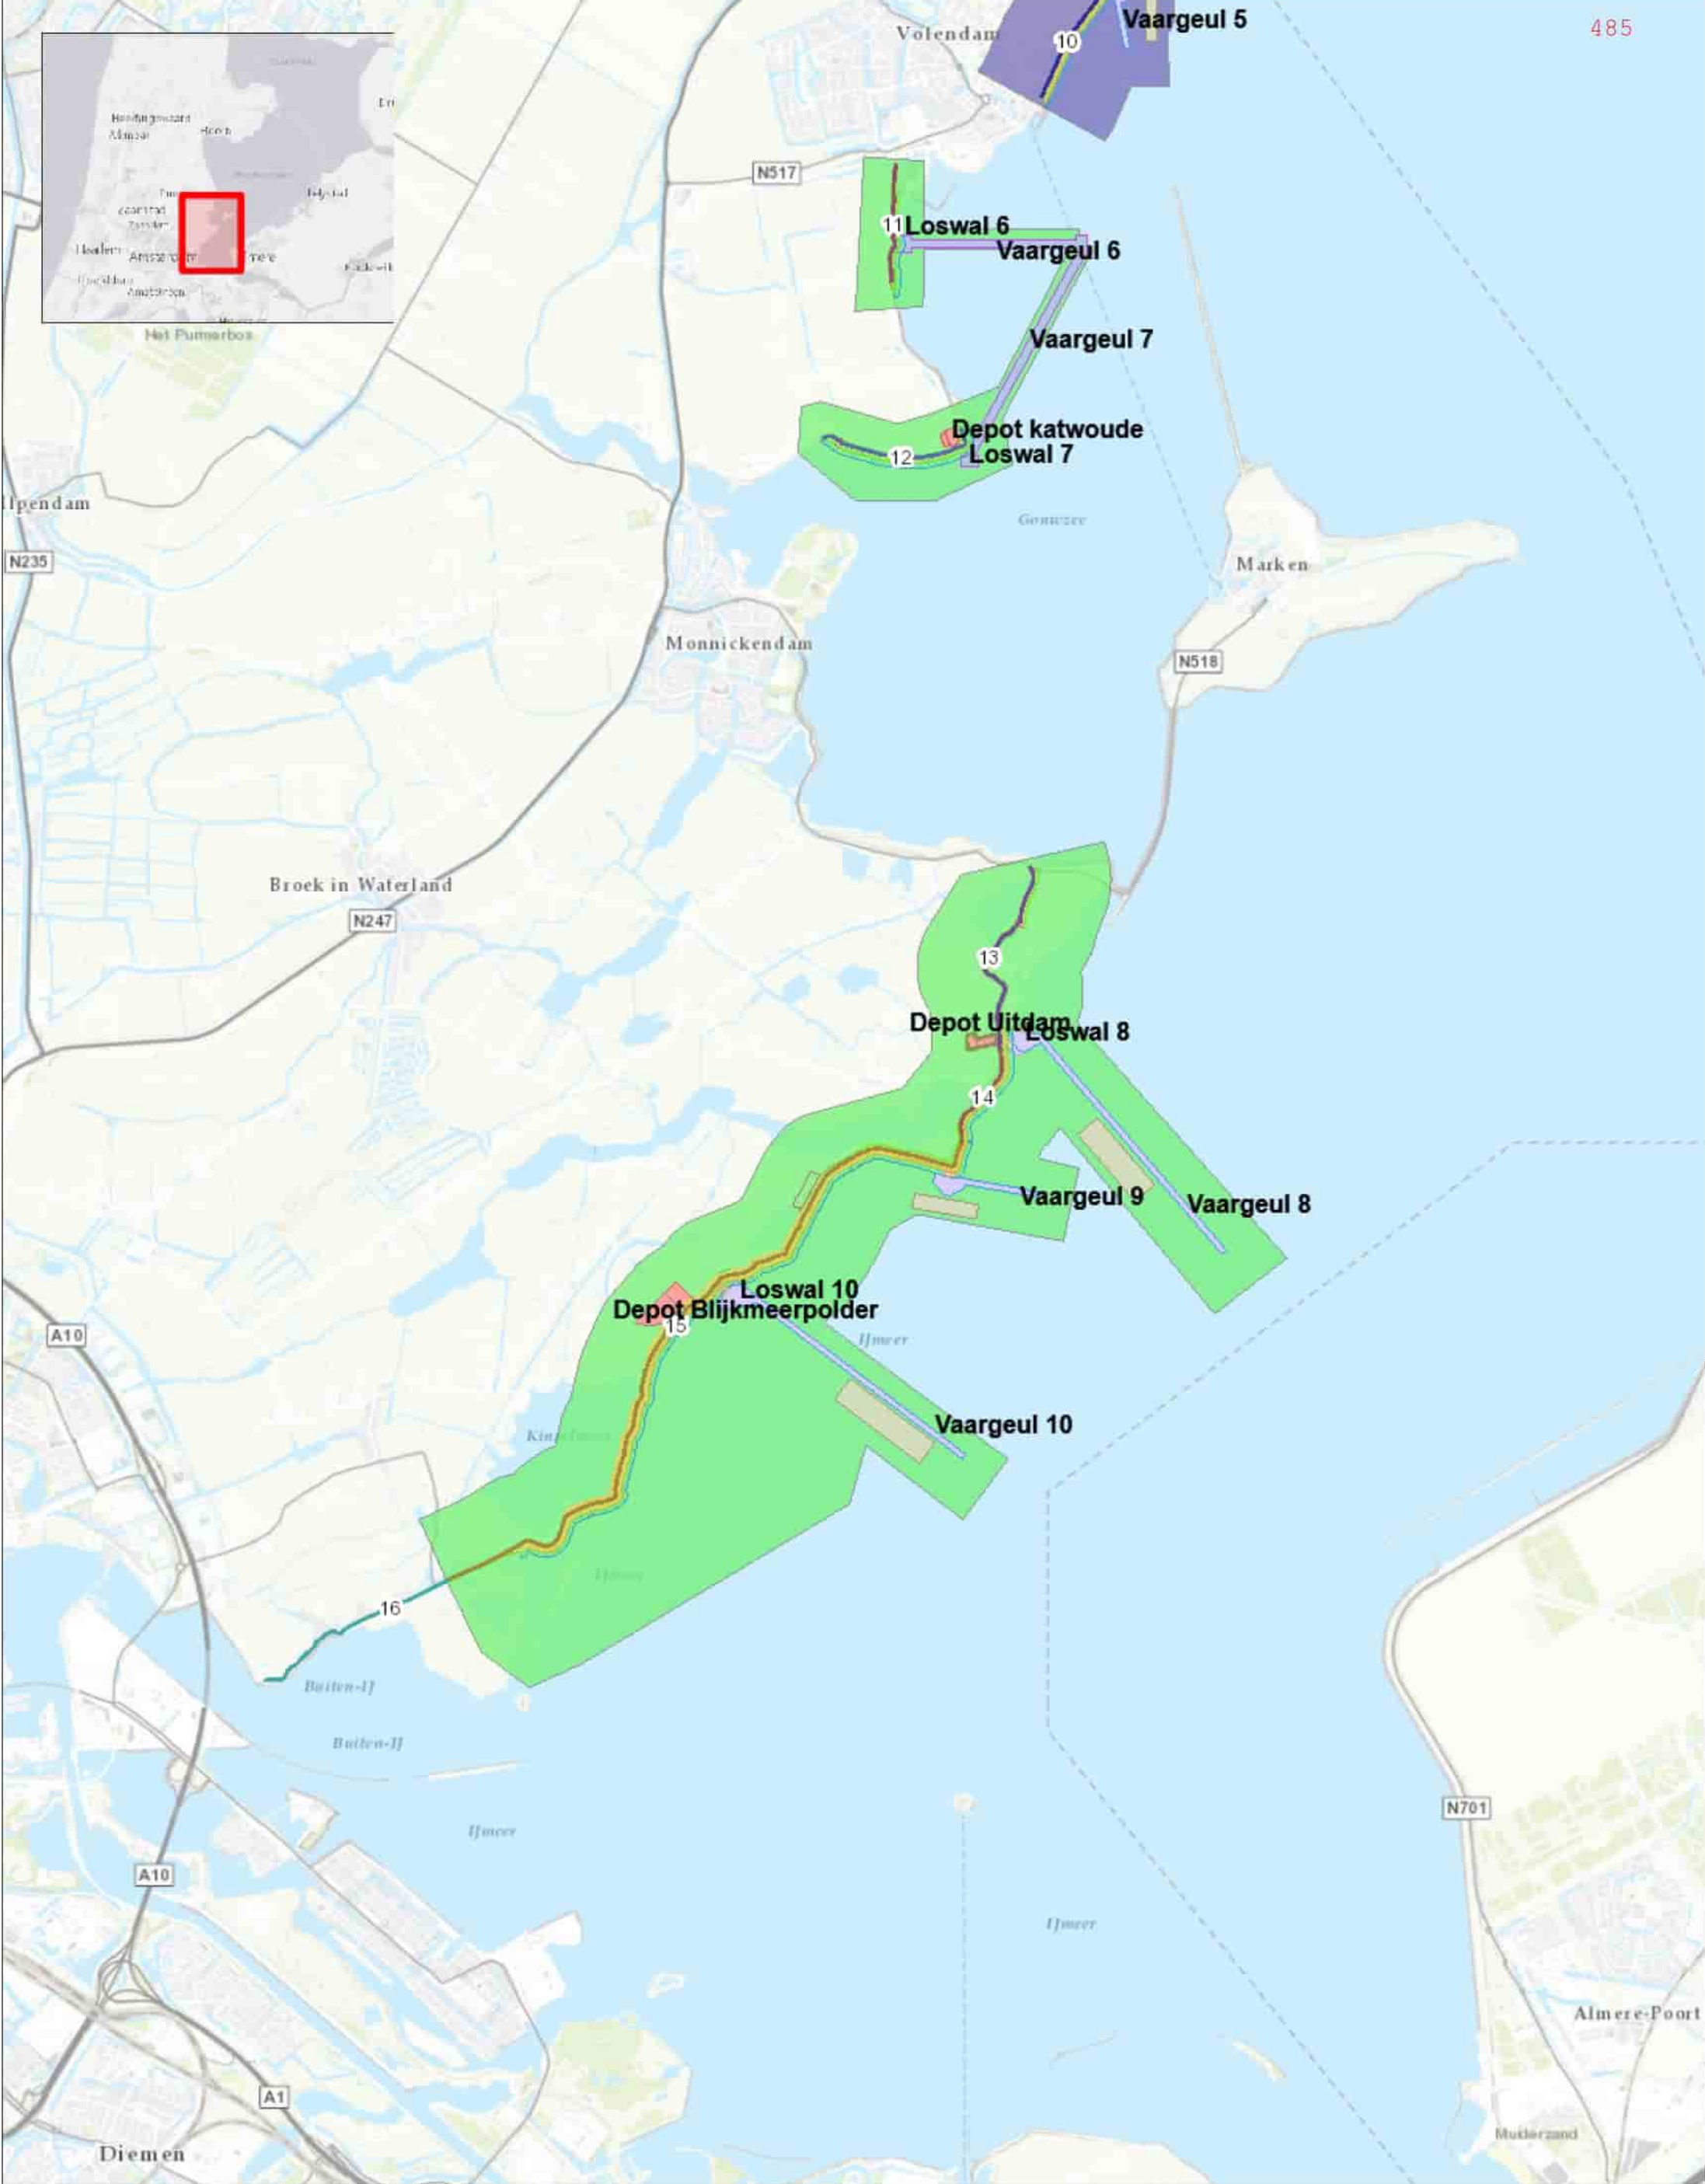 Vaargeul 5
485
Volendam
10
N517
11
Loswal 6
Vaargeul 6
Vaargeul 7
Het Purmerbos
Depot katwoude
12
Loswal 7
Gouwzee
N235
Marken
Monnickendam
N518
Broek in Waterland
N247
13
Depot Uitdam
Loswal 8
14
Vaargeul 9
Vaargeul 8
Loswal 10
Depot Blijkmeerpolder
15
A10
IJmeer
Vaargeul 10
16
Buiten-IJ
Buiten-IJ
N701
IJmeer
A10
IJmeer
Almere-Poort
A1
Muiderzand
Diemen